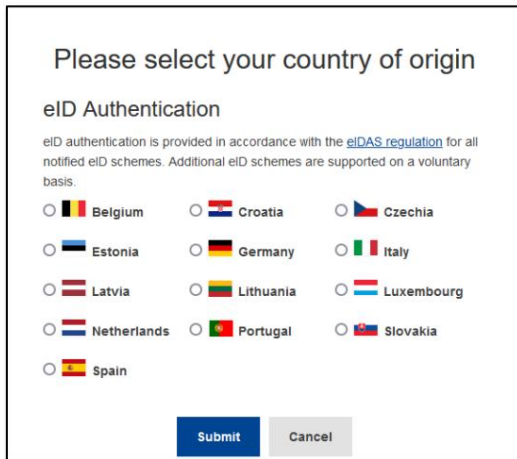 Please select your country of origin
eID Authentication
eID authentication is provided in accordance with the eIDAS regulation for all
notified eID schemes. Additional eID schemes are supported on a voluntary
basis.
Belgium Croatia Czechia
Estonia Germany Italy
Latvia Lithuania Luxembourg
Netherlands Portugal Slovakia
Spain
Submit Cancel